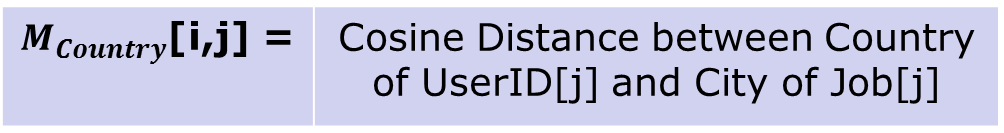 M_Country[i,j] = Cosine Distance between Country
of UserID[j] and City of Job[j]